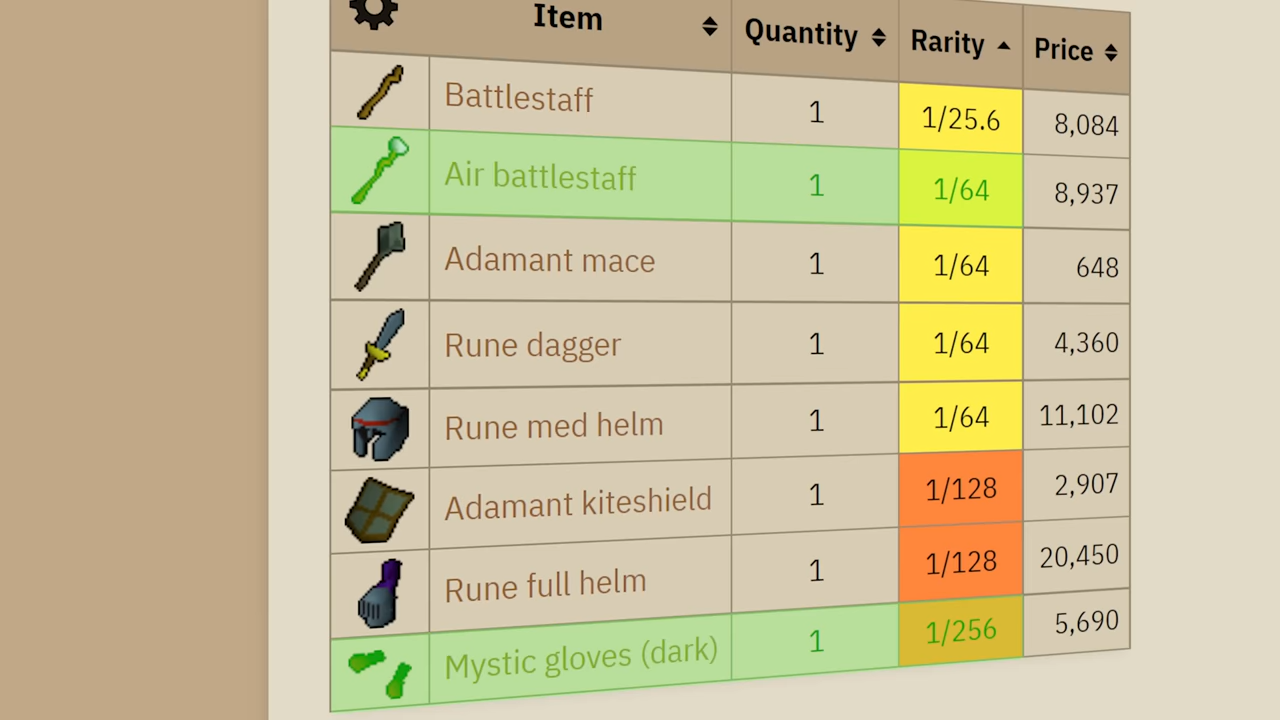 Item Quantity Rarity Price
Battlestaff 1 1/25.6 8,084
Air battlestaff 1 1/64 8,937
Adamant mace 1 1/64 648
Rune dagger 1 1/64 4,360
Rune med helm 1 1/64 11,102
Adamant kiteshield 1 1/128 2,907
Rune full helm 1 1/128 20,450
Mystic gloves (dark) 1 1/256 5,690